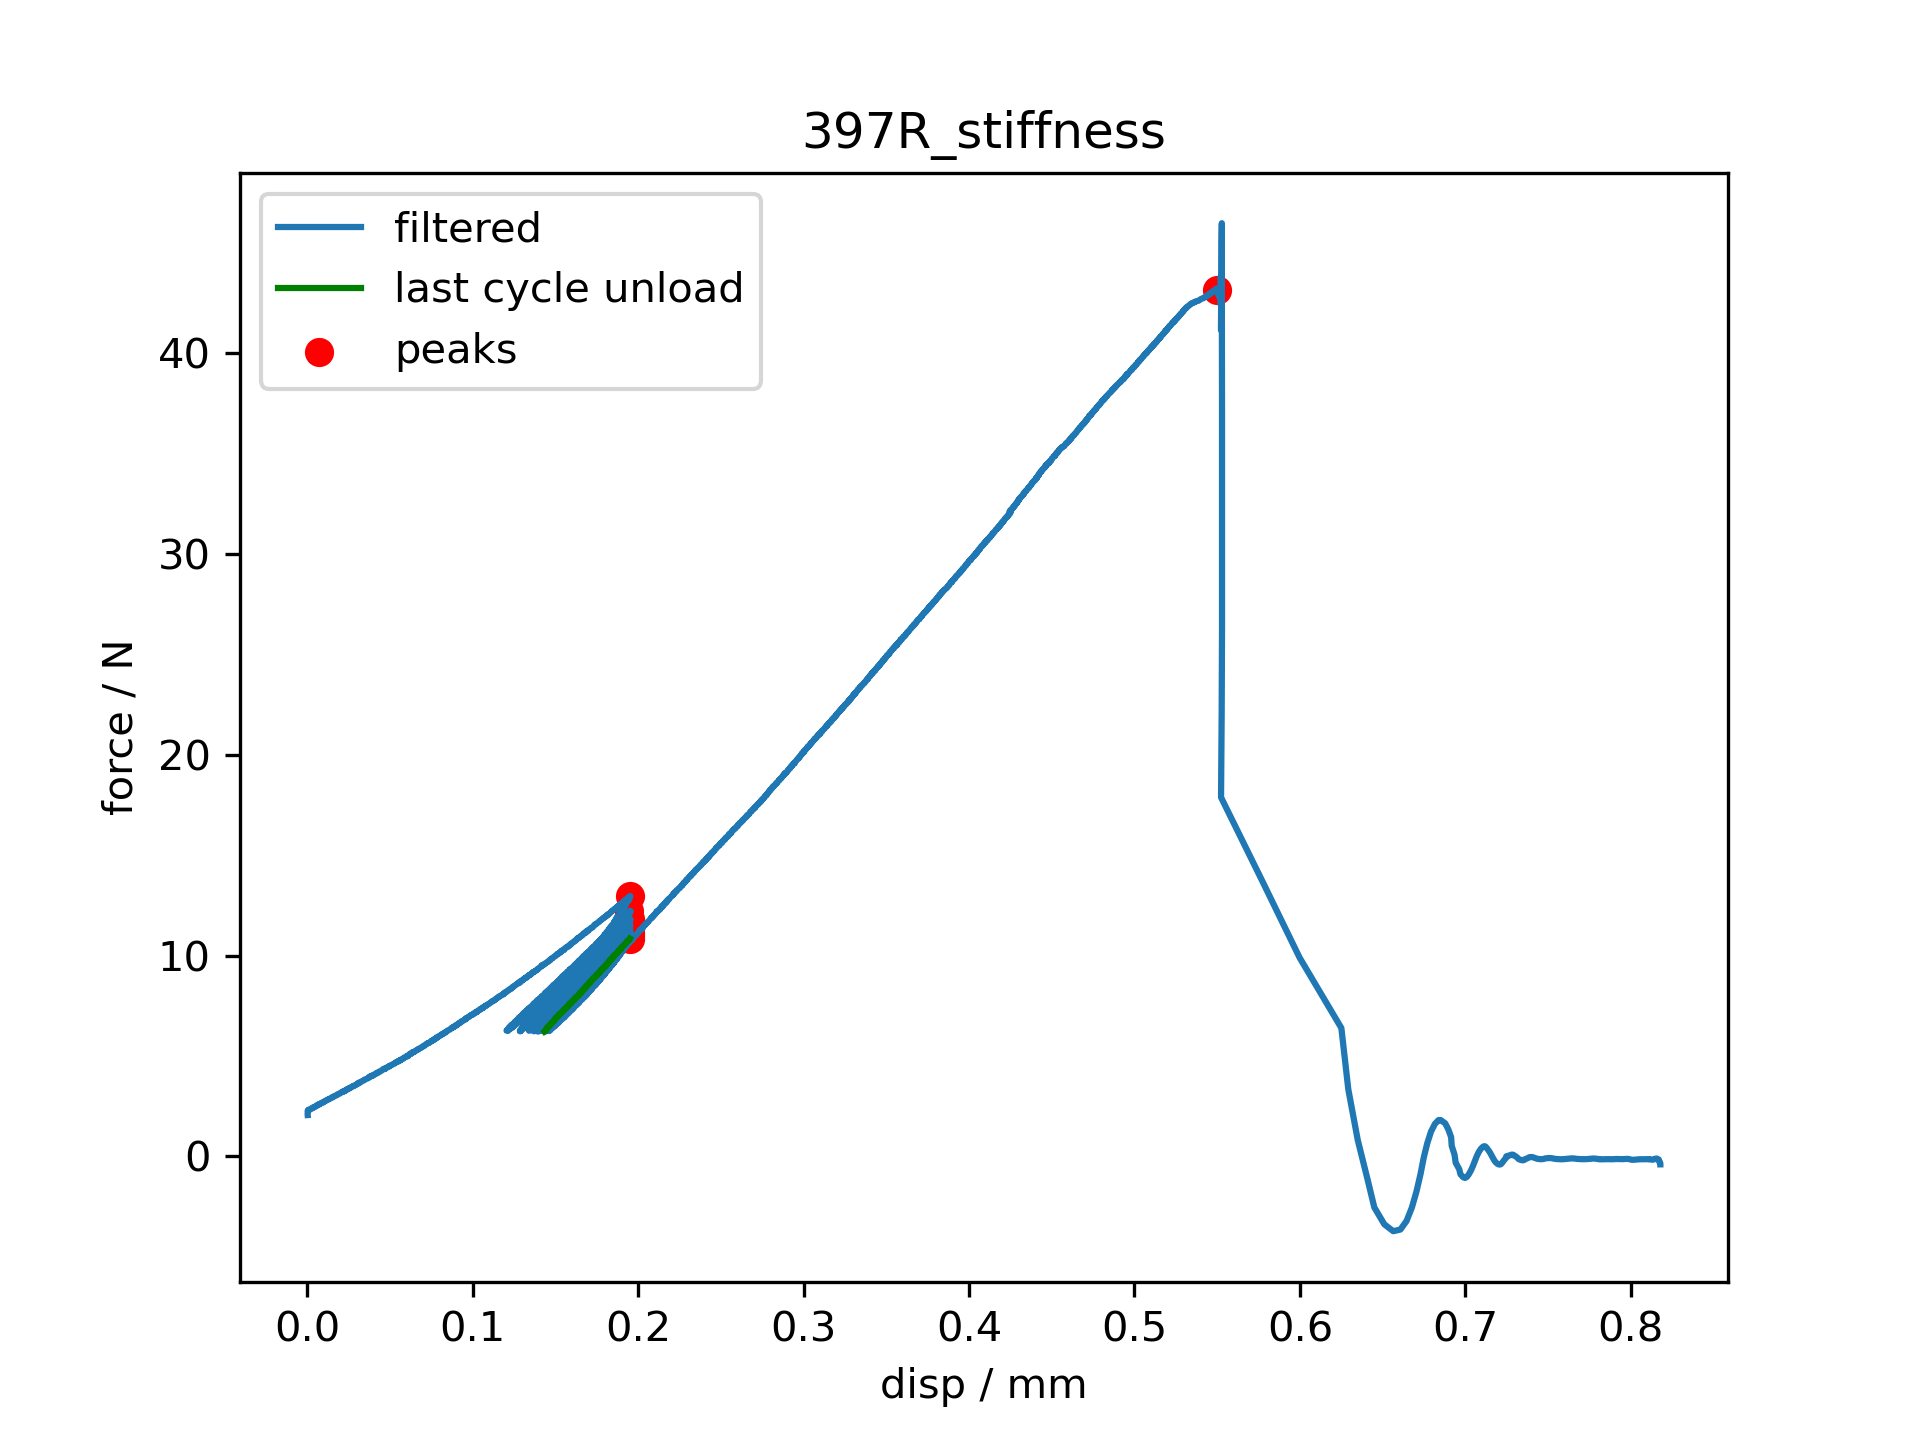 397R_stiffness
filtered
last cycle unload
peaks
force / N
40
30
20
10
0
0.0 0.1 0.2 0.3 0.4 0.5 0.6 0.7 0.8
disp / mm